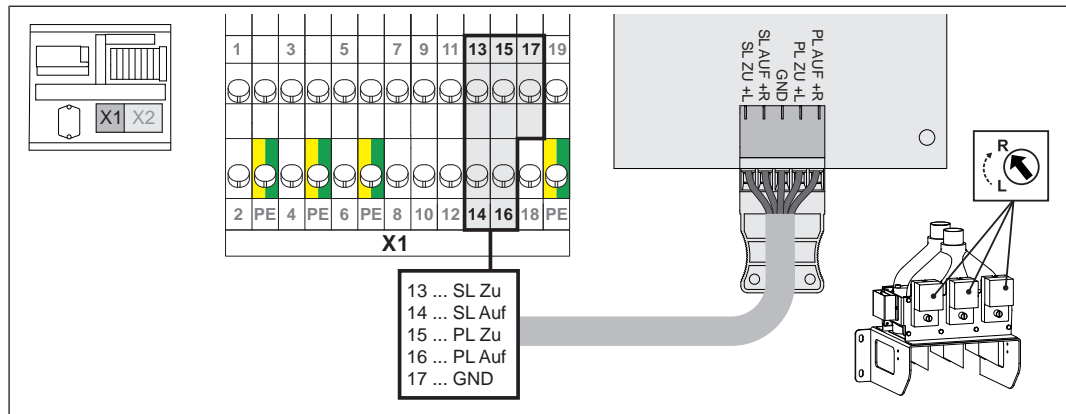 X1 X2
1 3 5 7 9 11 13 15 17 19
2 PE 4 PE 6 PE 8 10 12 14 16 18 PE
X1
13 ... SL Zu
14 ... SL Auf
15 ... PL Zu
16 ... PL Auf
17 ... GND
SL ZU +L
SL AUF +R
GND
PL ZU +L
PL AUF +R
R
L